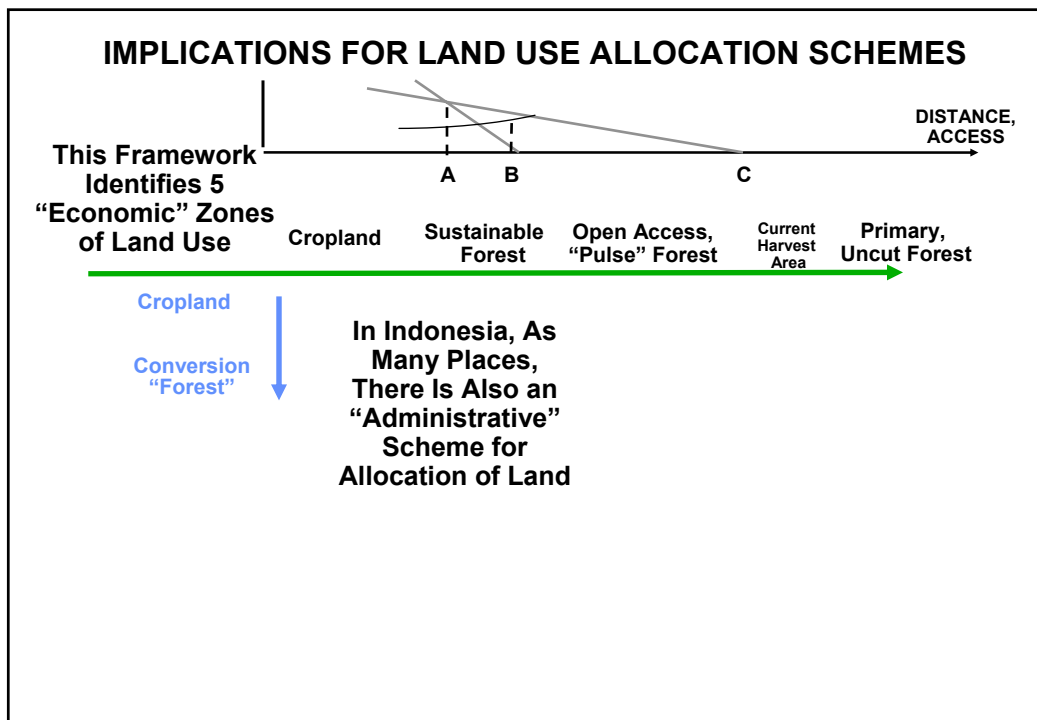 IMPLICATIONS FOR LAND USE ALLOCATION SCHEMES
DISTANCE,
ACCESS
A
B
C
This Framework
Identifies 5
“Economic” Zones
of Land Use
Cropland
Sustainable
Forest
Open Access,
“Pulse” Forest
Current
Harvest
Area
Primary,
Uncut Forest
Cropland
Conversion
“Forest”
In Indonesia, As
Many Places,
There Is Also an
“Administrative”
Scheme for
Allocation of Land